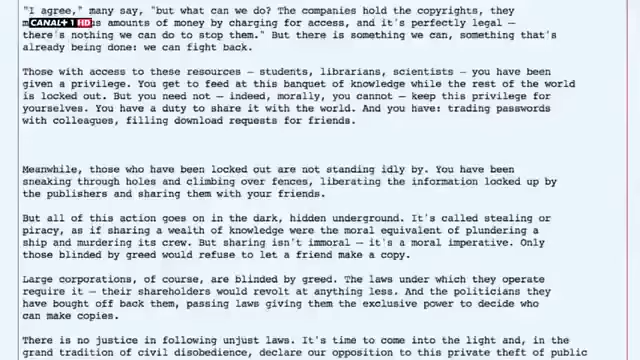 "I agree," many say, "but what can we do? The companies hold the copyrights, they
CANAL+ 1 HD
amounts of money by charging for access, and it's perfectly legal —
there's nothing we can do to stop them." But there is something we can, something that's
already being done: we can fight back.
Those with access to these resources — students, librarians, scientists — you have been
given a privilege. You get to feed at this banquet of knowledge while the rest of the world
is locked out. But you need not — indeed, morally, you cannot — keep this privilege for
yourselves. You have a duty to share it with the world. And you have: trading passwords
with colleagues, filling download requests for friends.
Meanwhile, those who have been locked out are not standing idly by. You have been
sneaking through holes and climbing over fences, liberating the information locked up by
the publishers and sharing them with your friends.
But all of this action goes on in the dark, hidden underground. It's called stealing or
piracy, as if sharing a wealth of knowledge were the moral equivalent of plundering a
ship and murdering its crew. But sharing isn't immoral — it's a moral imperative. Only
those blinded by greed would refuse to let a friend make a copy.
Large corporations, of course, are blinded by greed. The laws under which they operate
require it — their shareholders would revolt at anything less. And the politicians they
have bought off back them, passing laws giving them the exclusive power to decide who
can make copies.
There is no justice in following unjust laws. It's time to come into the light and, in the
grand tradition of civil disobedience, declare our opposition to this private theft of public